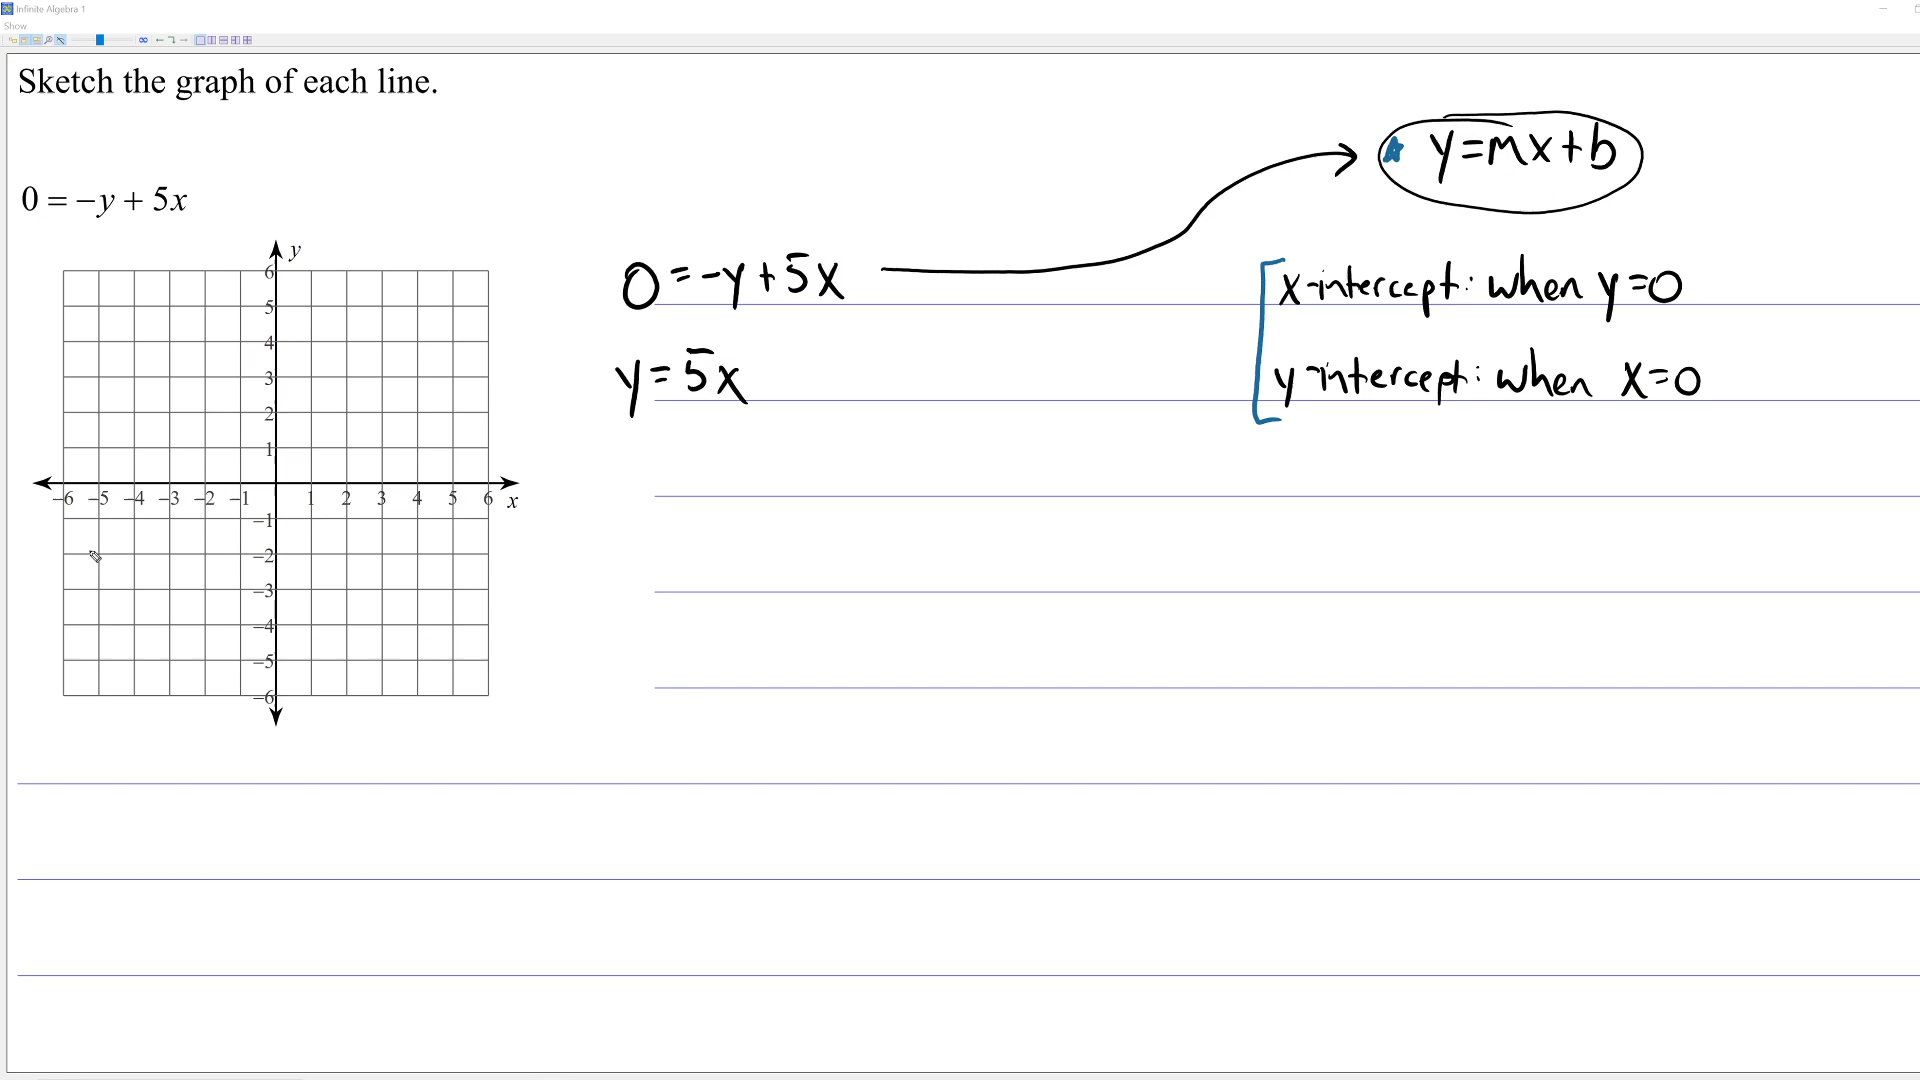 Infinite Algebra 1
Show
Sketch the graph of each line.
0 = −y + 5x
y
6
5
4
3
2
1
−6 −5 −4 −3 −2 −1 1 2 3 4 5 6 x
−1
−2
−3
−4
−5
−6
0 = -y + 5x
y = 5x
y = mx + b
x-intercept: when y=0
y-intercept: when x=0